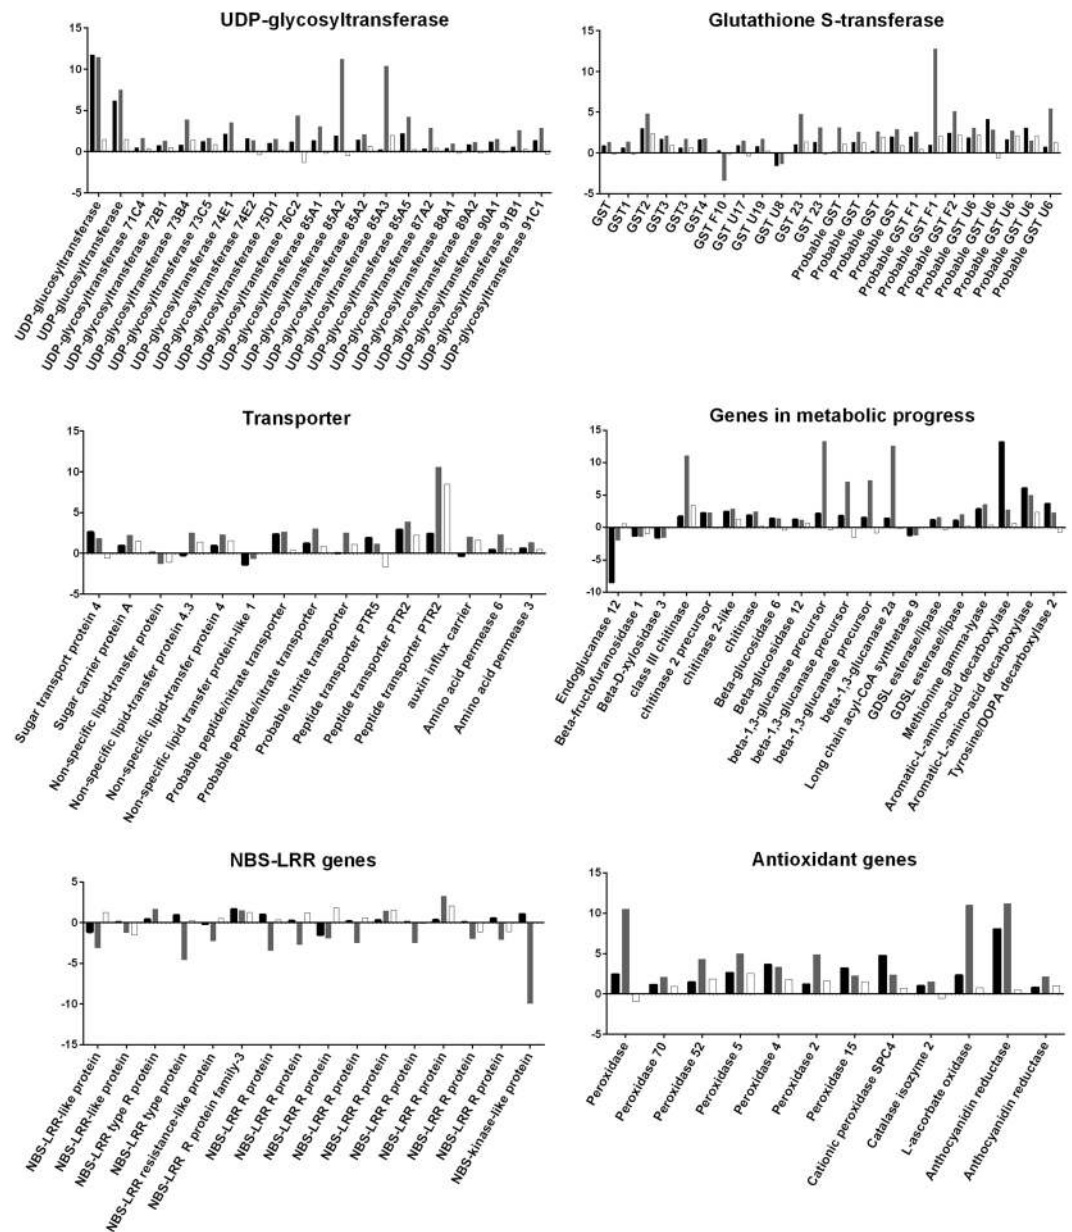 UDP-glycosyltransferase
15
10
5
0
-5
UDP-glucosyltransferase
UDP-glucosyltransferase
UDP-glycosyltransferase 71C4
UDP-glycosyltransferase 72B1
UDP-glycosyltransferase 73B4
UDP-glycosyltransferase 73C5
UDP-glycosyltransferase 74E1
UDP-glycosyltransferase 74E2
UDP-glycosyltransferase 75D1
UDP-glycosyltransferase 76C2
UDP-glycosyltransferase 85A1
UDP-glycosyltransferase 85A2
UDP-glycosyltransferase 85A2
UDP-glycosyltransferase 85A3
UDP-glycosyltransferase 85A5
UDP-glycosyltransferase 87A2
UDP-glycosyltransferase 88A1
UDP-glycosyltransferase 89A2
UDP-glycosyltransferase 90A1
UDP-glycosyltransferase 91B1
UDP-glycosyltransferase 91C1
Glutathione S-transferase
15
10
5
0
-5
GST
GST1
GST2
GST3
GST3
GST4
GST F10
GST U17
GST U19
GST U8
GST 23
GST 23
Probable GST
Probable GST
Probable GST
Probable GST
Probable GST F1
Probable GST F1
Probable GST F2
Probable GST U6
Probable GST U6
Probable GST U6
Probable GST U6
Probable GST U6
Transporter
15
10
5
0
-5
Sugar transport protein 4
Sugar carrier protein A
Non-specific lipid-transfer protein
Non-specific lipid-transfer protein 4.3
Non-specific lipid-transfer protein 4
Non-specific lipid transfer protein-like 1
Probable peptide/nitrate transporter
Probable peptide/nitrate transporter
Probable nitrite transporter
Peptide transporter PTR5
Peptide transporter PTR2
Peptide transporter PTR2
auxin influx carrier
Amino acid permease 6
Amino acid permease 3
Genes in metabolic progress
15
10
5
0
-5
-10
Endoglucanase 12
Beta-fructofuranosidase 1
Beta-D-xylosidase 3
class III chitinase
chitinase 2 precursor
chitinase 2-like
chitinase
Beta-glucosidase 6
Beta-glucosidase 12
beta-1,3-glucanase precursor
beta-1,3-glucanase precursor
beta-1,3-glucanase precursor
beta-1,3-glucanase 2a
Long chain acyl-CoA synthetase 9
GDSL esterase/lipase
GDSL esterase/lipase
Methionine gamma-lyase
Aromatic-L-amino-acid decarboxylase
Aromatic-L-amino-acid decarboxylase
Tyrosine/DOPA decarboxylase 2
NBS-LRR genes
5
0
-5
-10
-15
NBS-LRR-like protein
NBS-LRR-like protein
NBS-LRR type R protein
NBS-LRR type protein
NBS-LRR resistance-like protein
NBS-LRR R protein family-3
NBS-LRR R protein
NBS-LRR R protein
NBS-LRR R protein
NBS-LRR R protein
NBS-LRR R protein
NBS-LRR R protein
NBS-LRR R protein
NBS-LRR R protein
NBS-LRR R protein
NBS-kinase-like protein
Antioxidant genes
15
10
5
0
-5
Peroxidase
Peroxidase 70
Peroxidase 52
Peroxidase 5
Peroxidase 4
Peroxidase 2
Peroxidase 15
Cationic peroxidase SPC4
Catalase isozyme 2
L-ascorbate oxidase
Anthocyanidin reductase
Anthocyanidin reductase